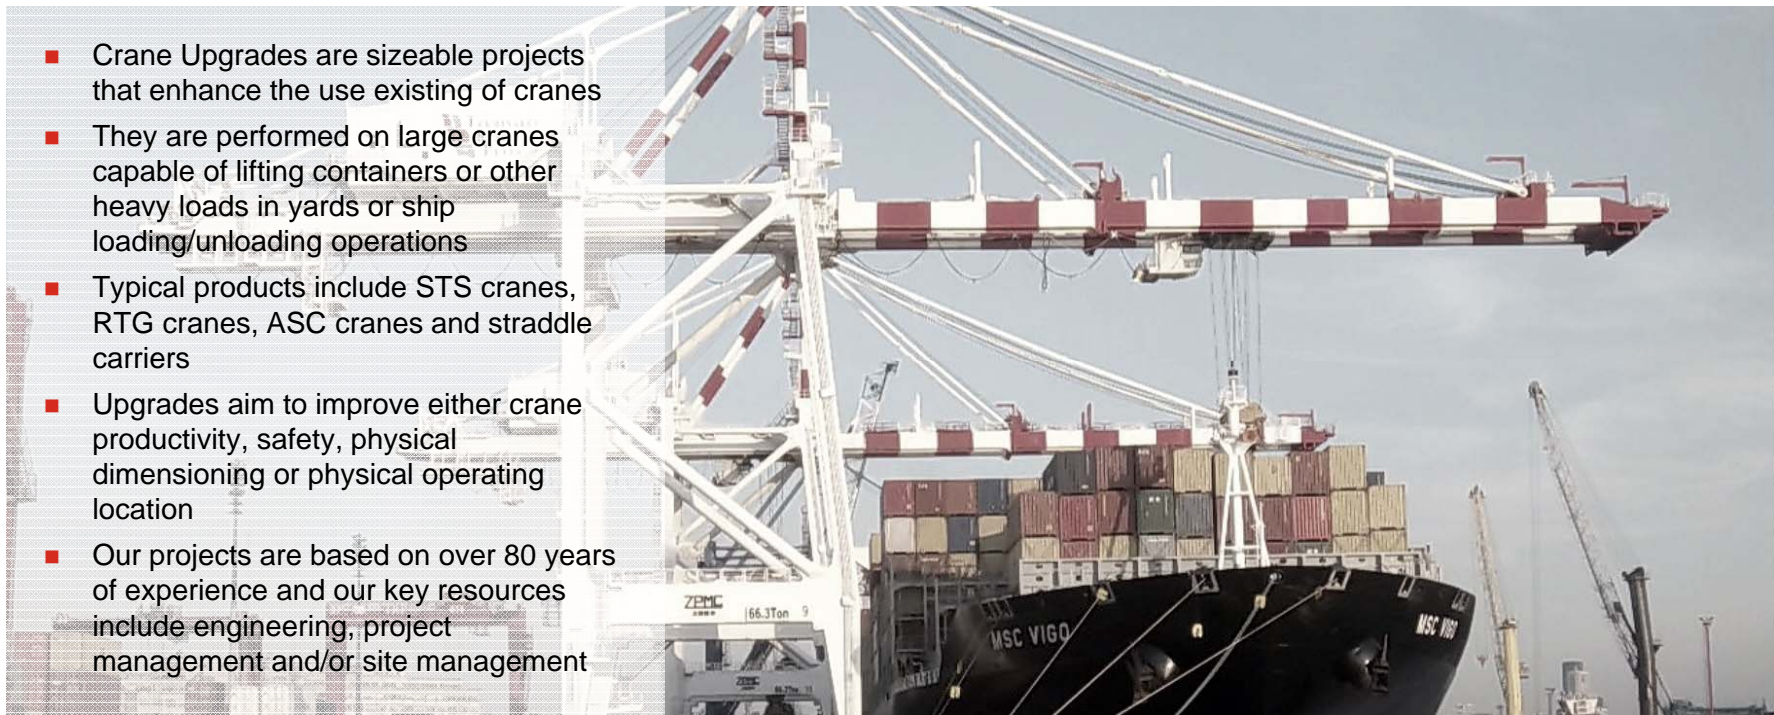 Crane Upgrades are sizeable projects
that enhance the use existing of cranes
They are performed on large cranes
capable of lifting containers or other
heavy loads in yards or ship
loading/unloading operations
Typical products include STS cranes,
RTG cranes, ASC cranes and straddle
carriers
Upgrades aim to improve either crane
productivity, safety, physical
dimensioning or physical operating
location
Our projects are based on over 80 years
of experience and our key resources
include engineering, project
management and/or site management
ZPMC
66.3Ton 9
MSC VIGO
MSC VIGO